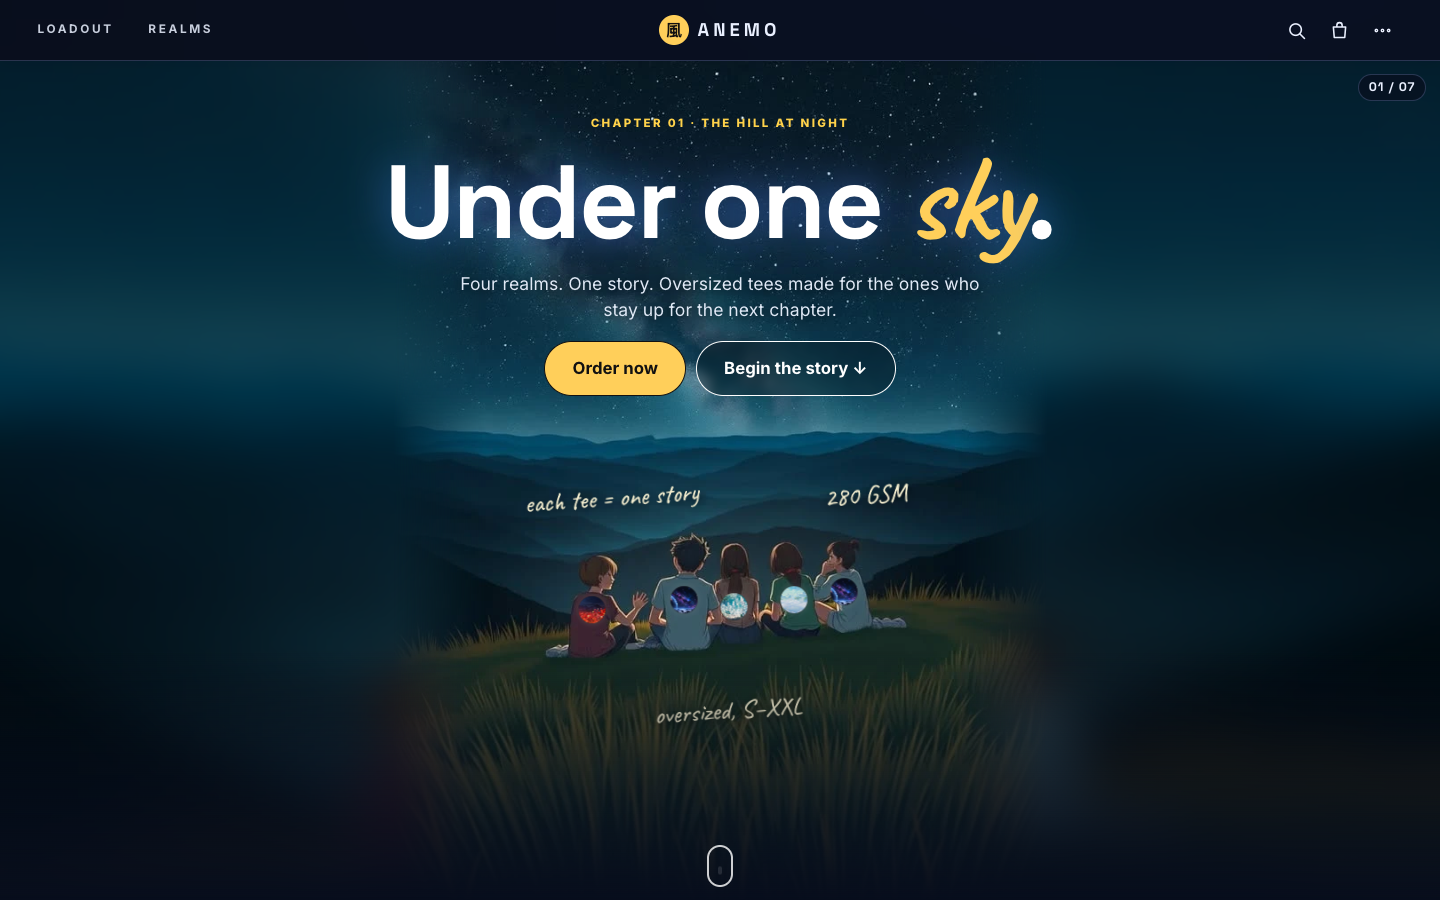 LOADOUT
REALMS
風 ANEMO
01 / 07
CHAPTER 01 · THE HILL AT NIGHT
Under one sky.
Four realms. One story. Oversized tees made for the ones who
stay up for the next chapter.
Order now
Begin the story ↓
each tee = one story
280 GSM
oversized, S–XXL